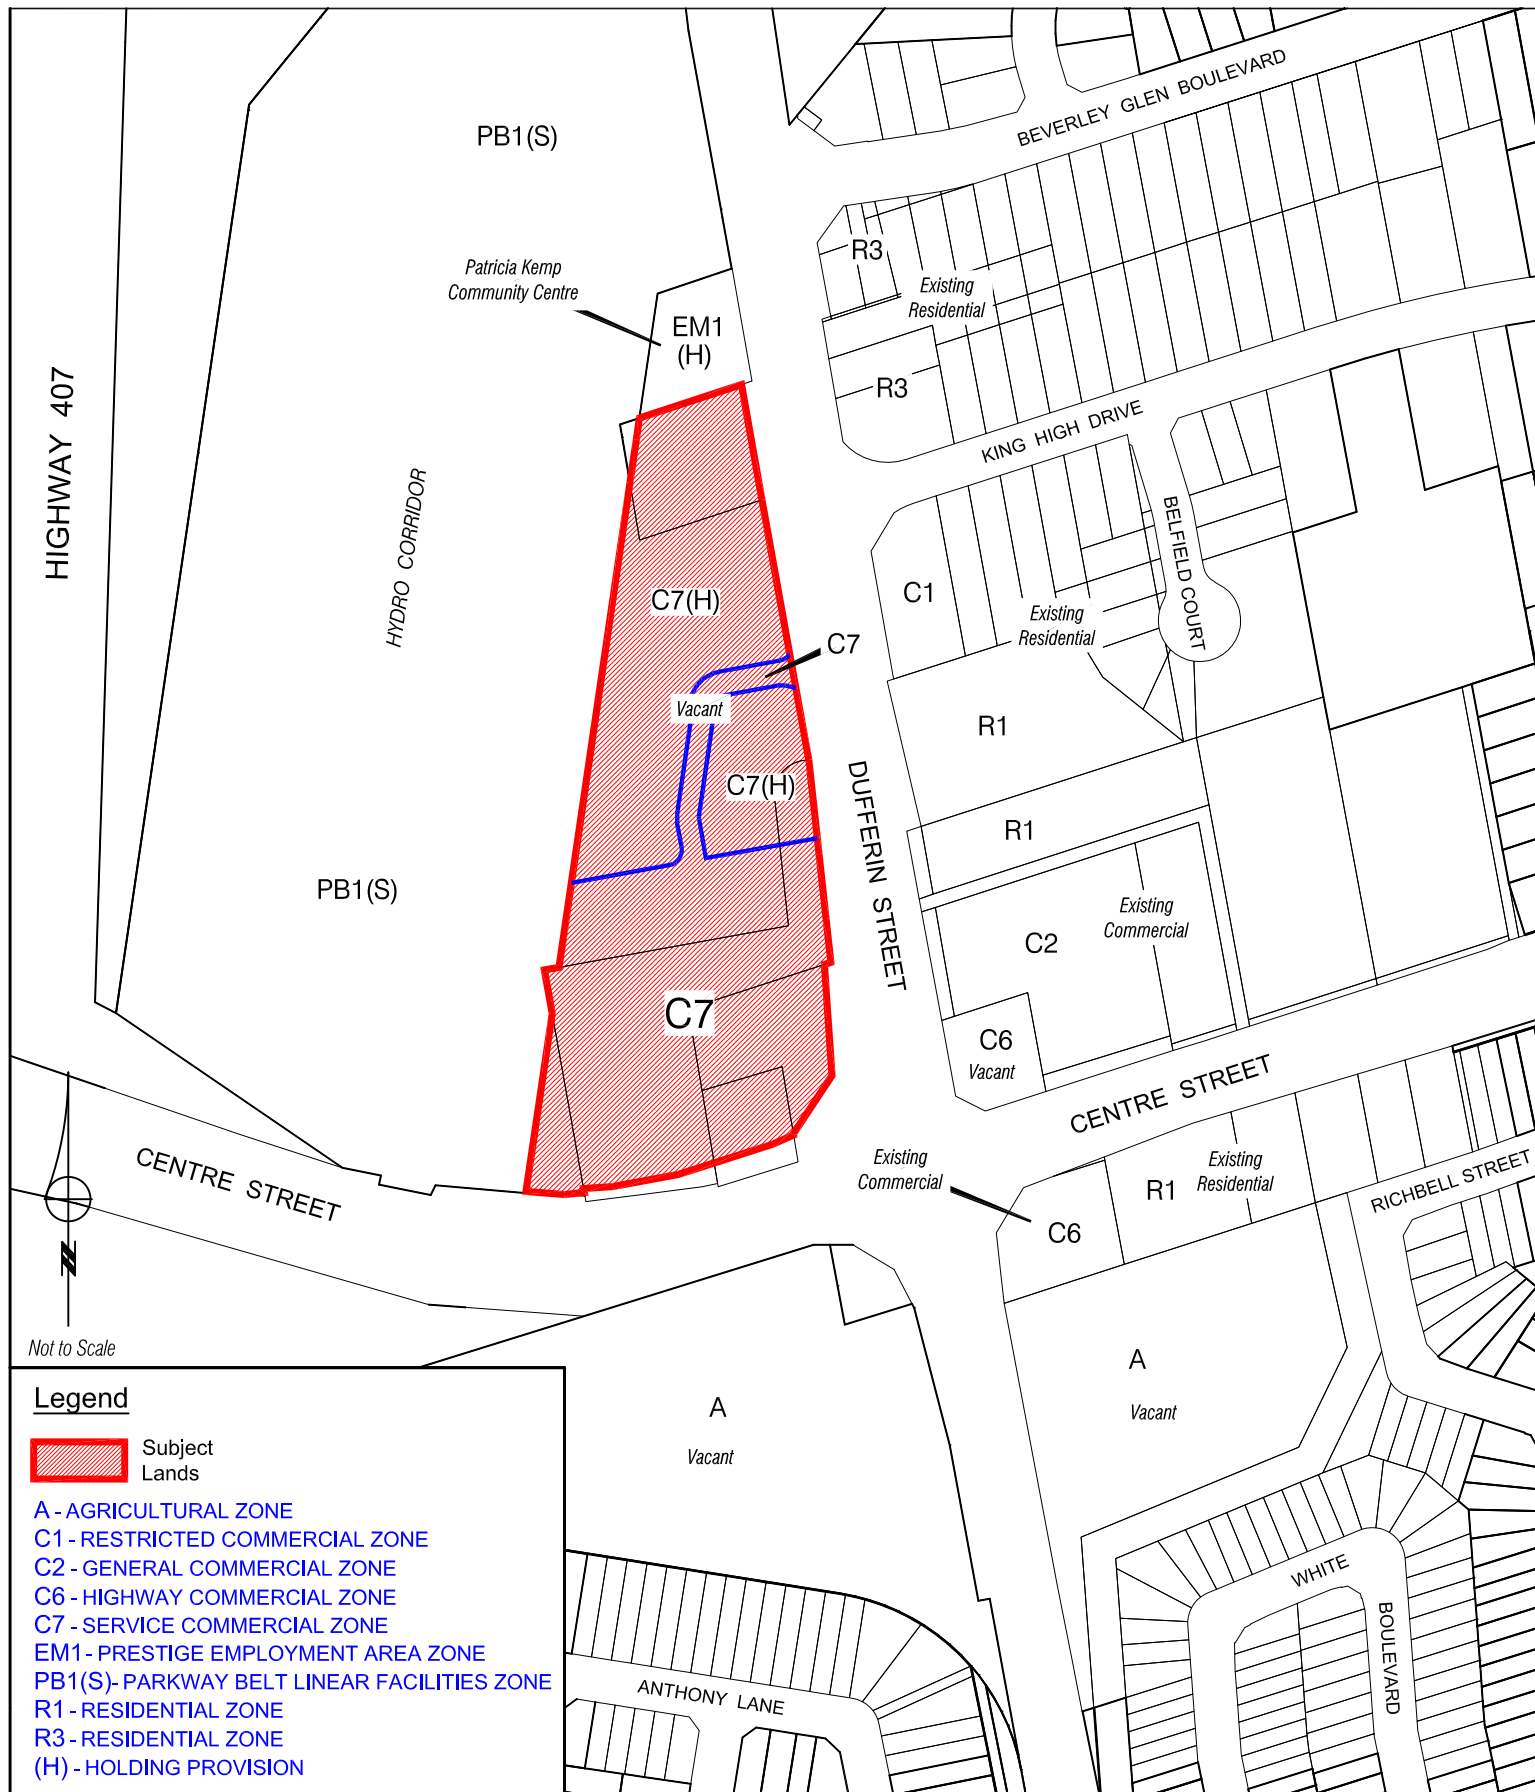 BEVERLEY GLEN BOULEVARD
PB1(S)
R3
Patricia Kemp
Community Centre
Existing
Residential
EM1
(H)
HIGHWAY 407
R3
KING HIGH DRIVE
HYDRO CORRIDOR
BELFIELD COURT
C7(H)
C1
Existing
Residential
C7
Vacant
R1
C7(H)
DUFFERIN STREET
R1
PB1(S)
Existing
Commercial
C2
C7
C6
Vacant
CENTRE STREET
CENTRE STREET
Existing
Commercial
Existing
Residential
R1
RICHBELL STREET
C6
N
Not to Scale
A
Vacant
A
Vacant
Legend
Subject
Lands
A - AGRICULTURAL ZONE
C1 - RESTRICTED COMMERCIAL ZONE
C2 - GENERAL COMMERCIAL ZONE
C6 - HIGHWAY COMMERCIAL ZONE
C7 - SERVICE COMMERCIAL ZONE
EM1- PRESTIGE EMPLOYMENT AREA ZONE
PB1(S)- PARKWAY BELT LINEAR FACILITIES ZONE
R1 - RESIDENTIAL ZONE
R3 - RESIDENTIAL ZONE
(H) - HOLDING PROVISION
WHITE
BOULEVARD
ANTHONY LANE